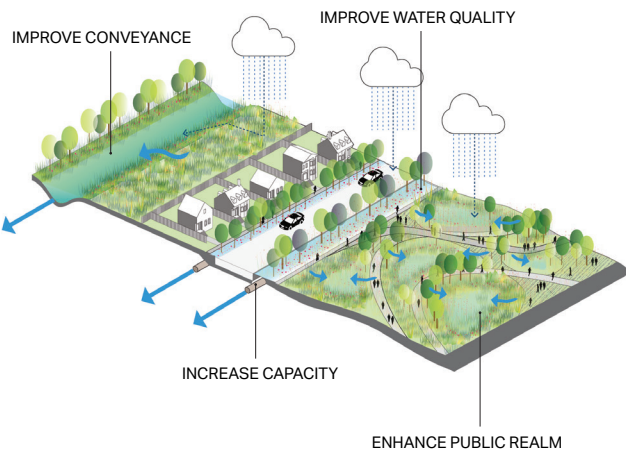 IMPROVE WATER QUALITY
IMPROVE CONVEYANCE
INCREASE CAPACITY
ENHANCE PUBLIC REALM